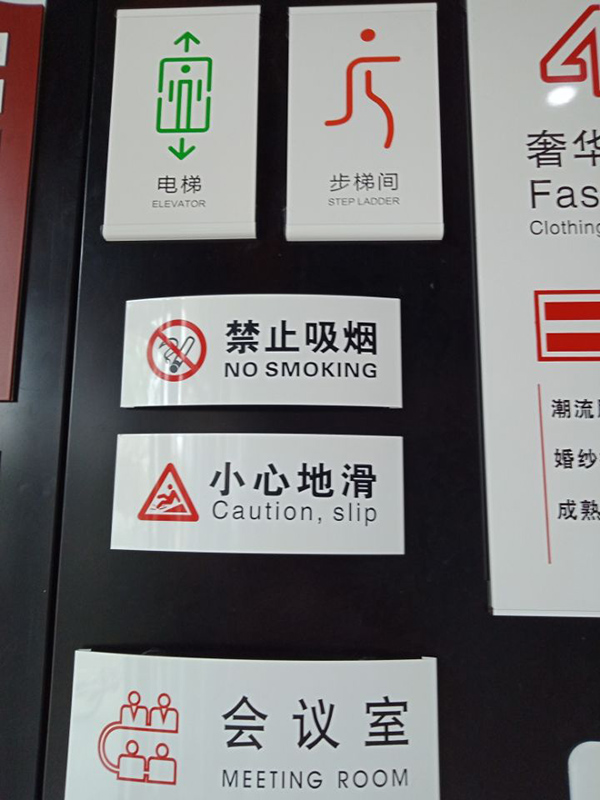 电梯
ELEVATOR
步梯间
STEP LADDER
禁止吸烟
NO SMOKING
小心地滑
Caution, slip
会议室
MEETING ROOM
4
奢华
Fas
Clothing
潮流
婚纱
成熟